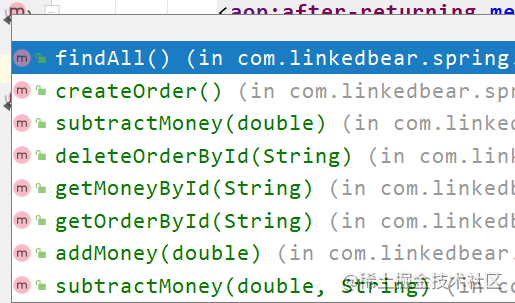 <aop:after-returning me
findAll() (in com.linkedbear.spring.
createOrder() (in com.linkedbear.spr
subtractMoney(double) (in com.linked
deleteOrderById(String) (in com.link
getMoneyById(String) (in com.linkedb
getOrderById(String) (in com.linkedb
addMoney(double) (in com.linkedbear.
subtractMoney(double, String) (in co
@稀土掘金技术社区